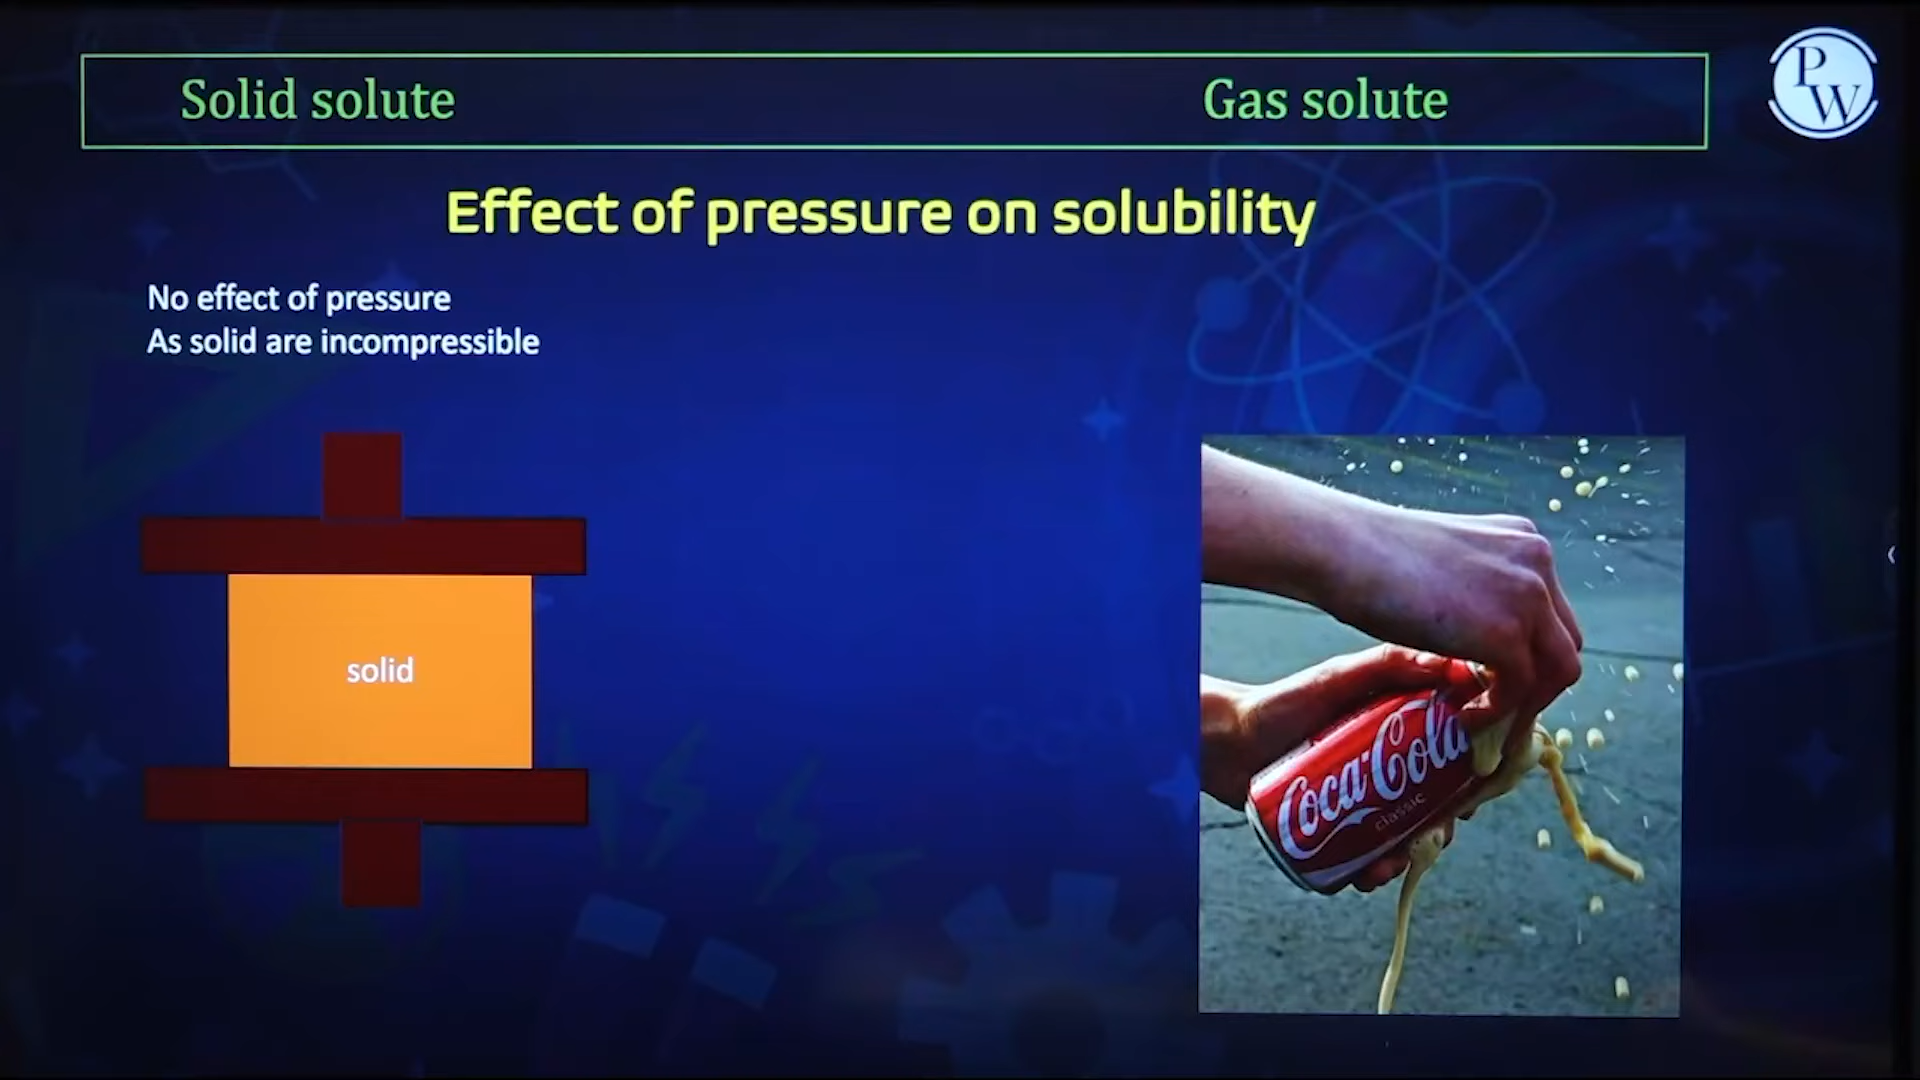 Solid solute
Gas solute
PW
Effect of pressure on solubility
No effect of pressure
As solid are incompressible
solid
Coca-Cola
classic